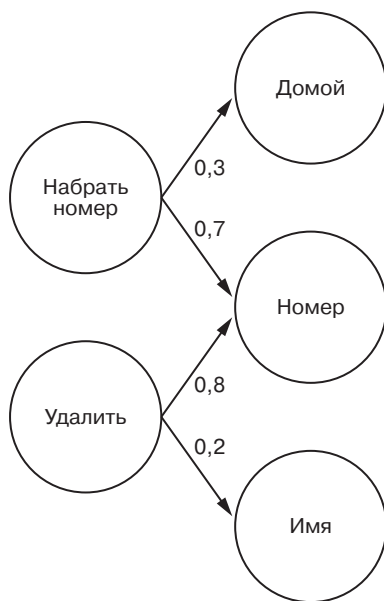 Домой
0,3
Набрать
номер
0,7
Номер
0,8
Удалить
0,2
Имя